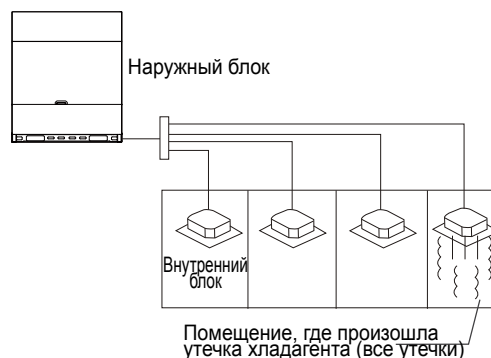 Наружный блок
Внутренний
блок
Помещение, где произошла
утечка хладагента (все утечки)